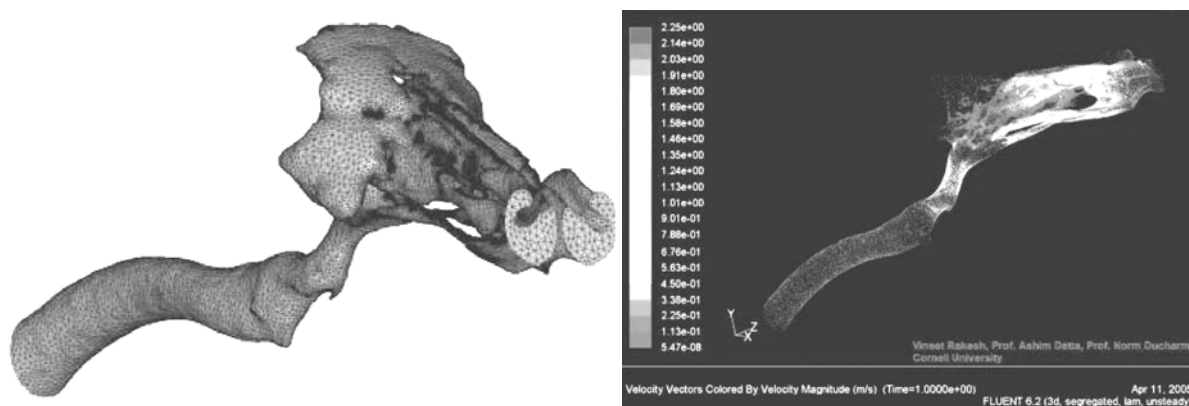 2.25e+00
2.14e+00
2.03e+00
1.91e+00
1.80e+00
1.69e+00
1.58e+00
1.46e+00
1.35e+00
1.24e+00
1.13e+00
1.01e+00
9.01e-01
7.88e-01
6.76e-01
5.63e-01
4.50e-01
3.38e-01
2.25e-01
1.13e-01
5.47e-08
Y
Z
X
Vineet Rakesh, Prof. Ashim Datta, Prof. Norm Ducharm
Cornell University
Velocity Vectors Colored By Velocity Magnitude (m/s) (Time=1.0000e+00) Apr 11, 2005
FLUENT 6.2 (3d, segregated, lam, unsteady